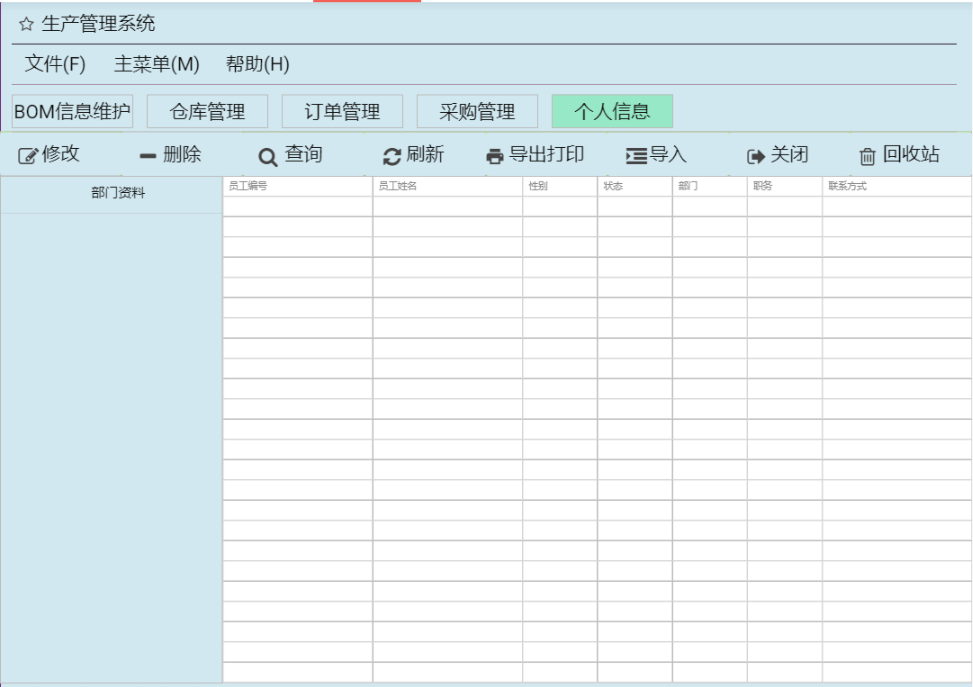 生产管理系统
文件(F) 主菜单(M) 帮助(H)
BOM信息维护 仓库管理 订单管理 采购管理 个人信息
修改 删除 查询 刷新 导出打印 导入 关闭 回收站
部门资料 员工编号 员工姓名 性别 状态 部门 职务 联系方式